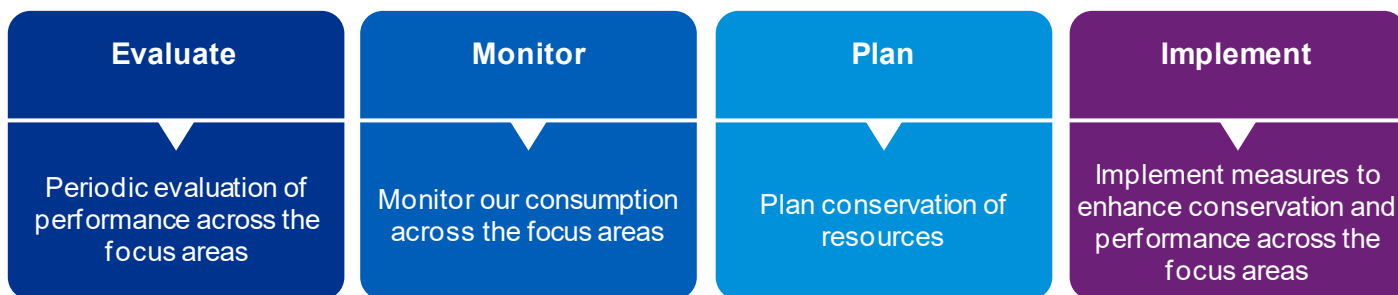 Evaluate
Periodic evaluation of
performance across the
focus areas
Monitor
Monitor our consumption
across the focus areas
Plan
Plan conservation of
resources
Implement
Implement measures to
enhance conservation and
performance across the
focus areas